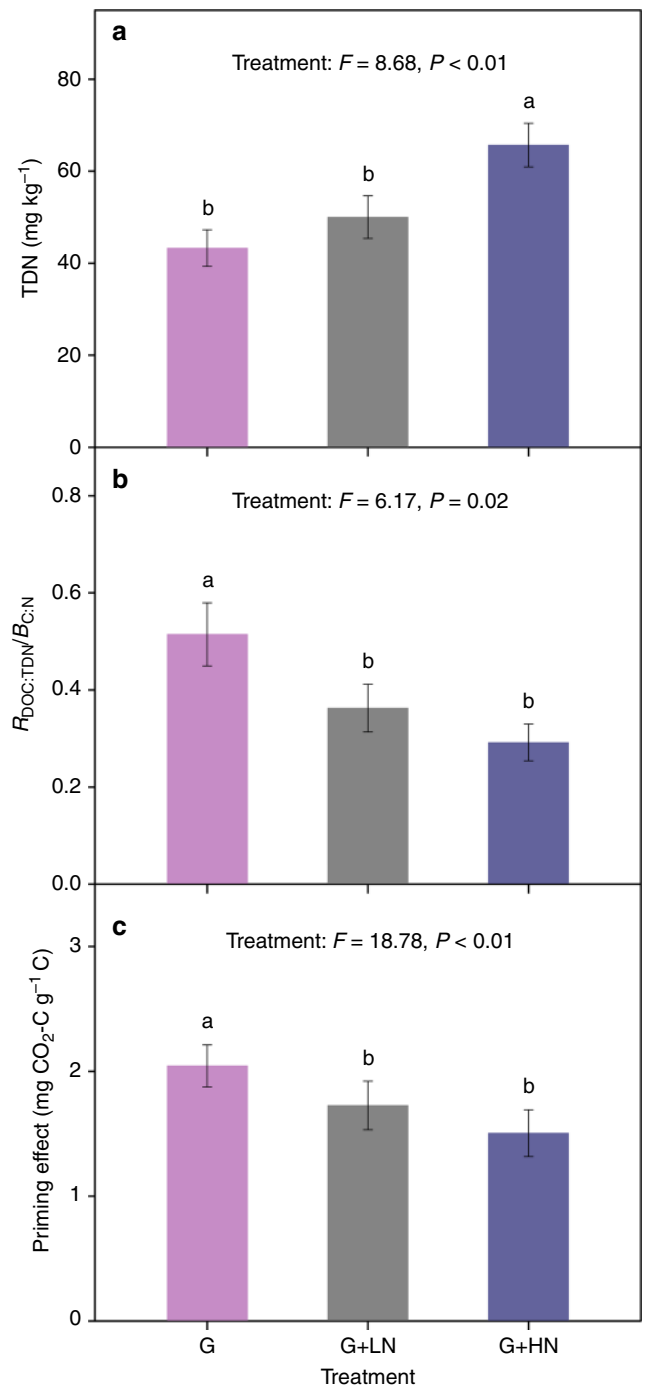 a
Treatment: F = 8.68, P < 0.01
80
60
40
20
0
TDN (mg kg⁻¹)
b
b
a
b
Treatment: F = 6.17, P = 0.02
0.8
0.6
0.4
0.2
0.0
R_DOC:TDN/B_C:N
a
b
b
c
Treatment: F = 18.78, P < 0.01
3
2
1
0
Priming effect (mg CO₂-C g⁻¹ C)
a
b
b
G G+LN G+HN
Treatment